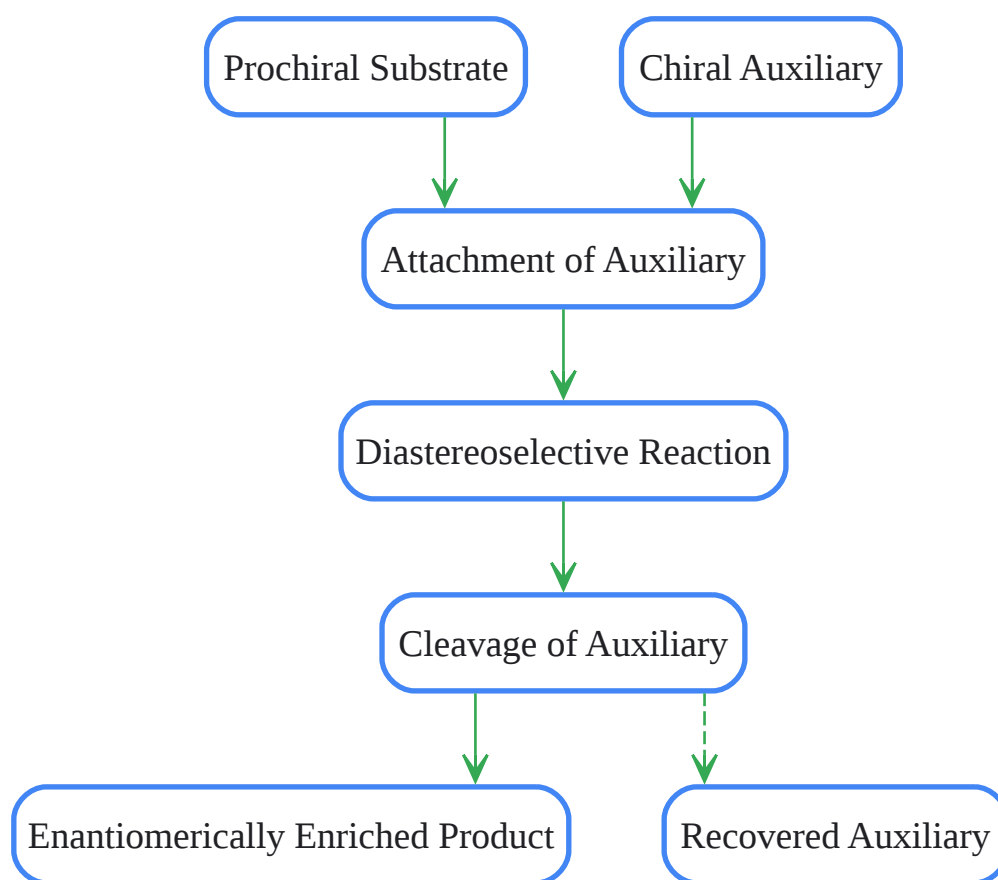 Prochiral Substrate
Chiral Auxiliary
Attachment of Auxiliary
Diastereoselective Reaction
Cleavage of Auxiliary
Enantiomerically Enriched Product
Recovered Auxiliary